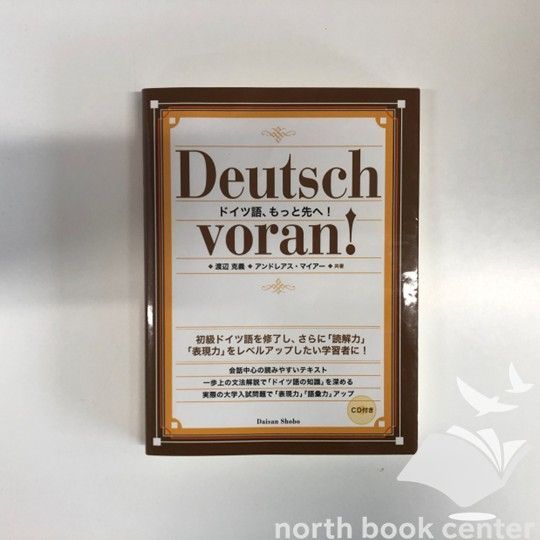 Deutsch
ドイツ語、もっと先へ!
voran!
◆ 渡辺 克義 ◆ アンドレアス・マイアー ◆ 共著
初級ドイツ語を修了し、さらに「読解力」
「表現力」をレベルアップしたい学習者に!
会話中心の読みやすいテキスト
一歩上の文法解説で「ドイツ語の知識」を深める
実際の大学入試問題で「表現力」「語彙力」アップ
CD付き
Daisan Shobo
north book center